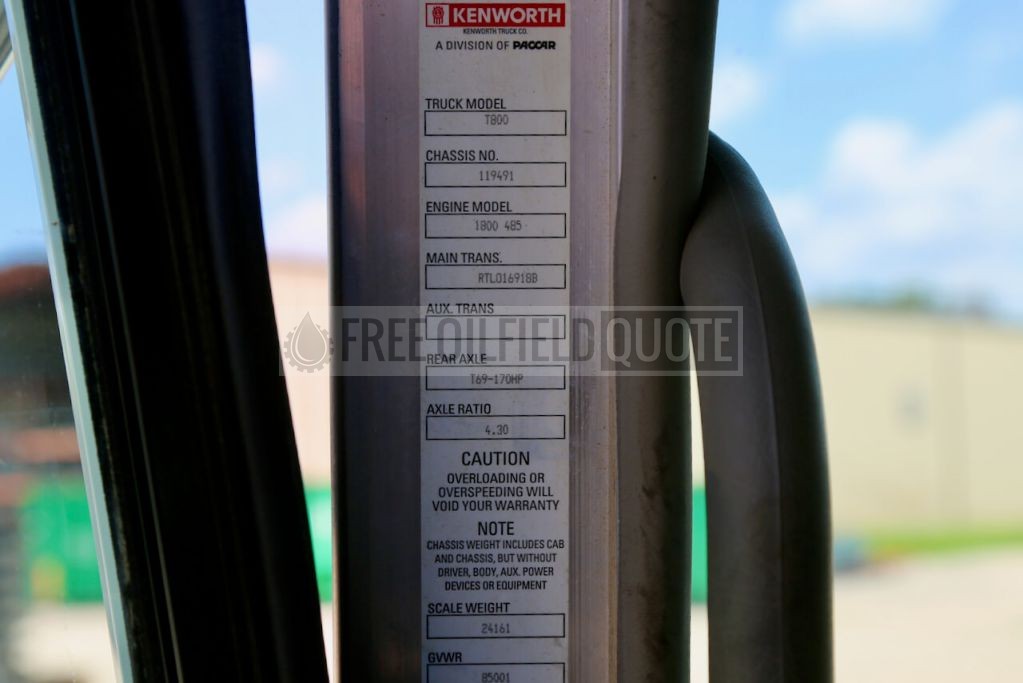 KENWORTH
KENWORTH TRUCK CO.
A DIVISION OF PACCAR
TRUCK MODEL
T800
CHASSIS NO.
119491
ENGINE MODEL
1800 485
MAIN TRANS.
RTLO16918B
AUX. TRANS
FREE OILFIELD QUOTE
REAR AXLE
T69-170HP
AXLE RATIO
4.30
CAUTION
OVERLOADING OR
OVERSPEEDING WILL
VOID YOUR WARRANTY
NOTE
CHASSIS WEIGHT INCLUDES CAB
AND CHASSIS, BUT WITHOUT
DRIVER, BODY, AUX. POWER
DEVICES OR EQUIPMENT
SCALE WEIGHT
24161
GVWR
85001